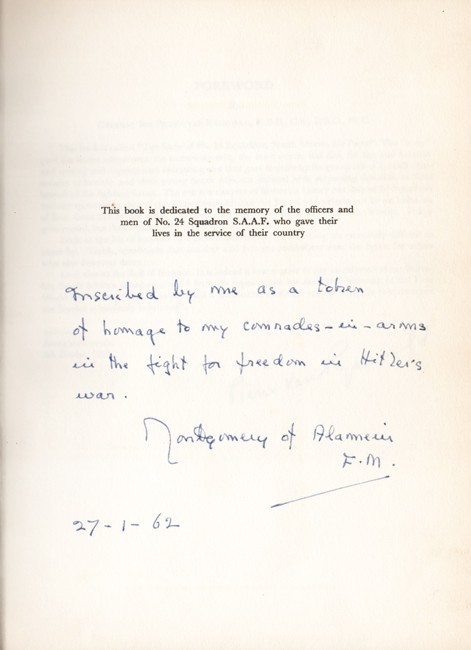 This book is dedicated to the memory of the officers and
men of No. 24 Squadron S.A.A.F. who gave their
lives in the service of their country
Inscribed by me as a token
of homage to my comrades-in-arms
in the fight for freedom in Hitler's
war.
Montgomery of Alamein
F.M.
27-1-62